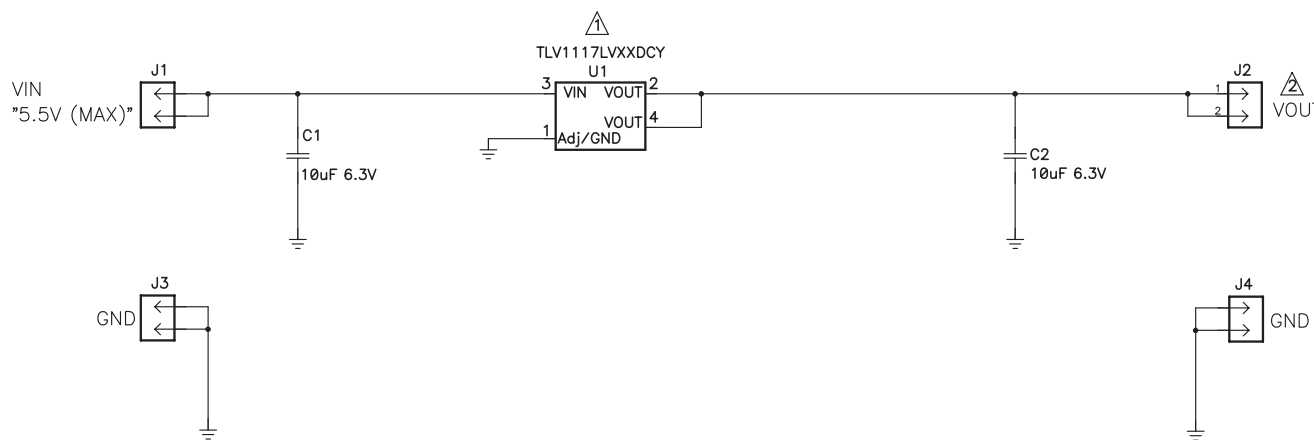 1
TLV1117LVXXDCY
U1
J1
J2
VIN
"5.5V (MAX)"
3
VIN
VOUT
2
VOUT
4
1
Adj/GND
1
2
2
C1
10uF 6.3V
C2
10uF 6.3V
J3
GND
J4
GND